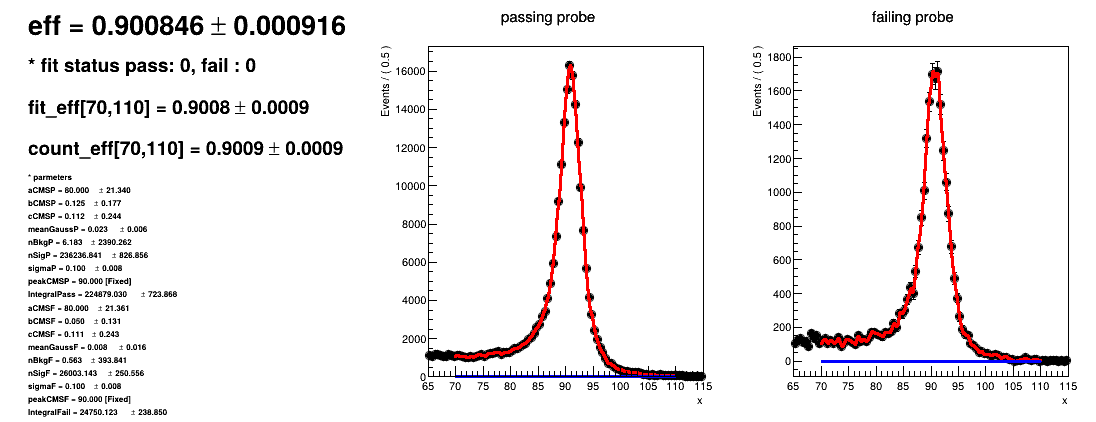 eff = 0.900846 ± 0.000916
* fit status pass: 0, fail : 0
fit_eff[70,110] = 0.9008 ± 0.0009
count_eff[70,110] = 0.9009 ± 0.0009
* parmeters
aCMSP = 80.000 ± 21.340
bCMSP = 0.125 ± 0.177
cCMSP = 0.112 ± 0.244
meanGaussP = 0.023 ± 0.006
nBkgP = 6.183 ± 2390.262
nSigP = 236236.841 ± 826.856
sigmaP = 0.100 ± 0.008
peakCMSP = 90.000 [Fixed]
IntegralPass = 224879.030 ± 723.868
aCMSF = 80.000 ± 21.361
bCMSF = 0.050 ± 0.131
cCMSF = 0.111 ± 0.243
meanGaussF = 0.008 ± 0.016
nBkgF = 0.563 ± 393.841
nSigF = 26003.143 ± 250.556
sigmaF = 0.100 ± 0.008
peakCMSF = 90.000 [Fixed]
IntegralFail = 24750.123 ± 238.850
passing probe
Events / ( 0.5 )
16000
14000
12000
10000
8000
6000
4000
2000
0
65 70 75 80 85 90 95 100 105 110 115
x
failing probe
Events / ( 0.5 )
1800
1600
1400
1200
1000
800
600
400
200
0
65 70 75 80 85 90 95 100 105 110 115
x